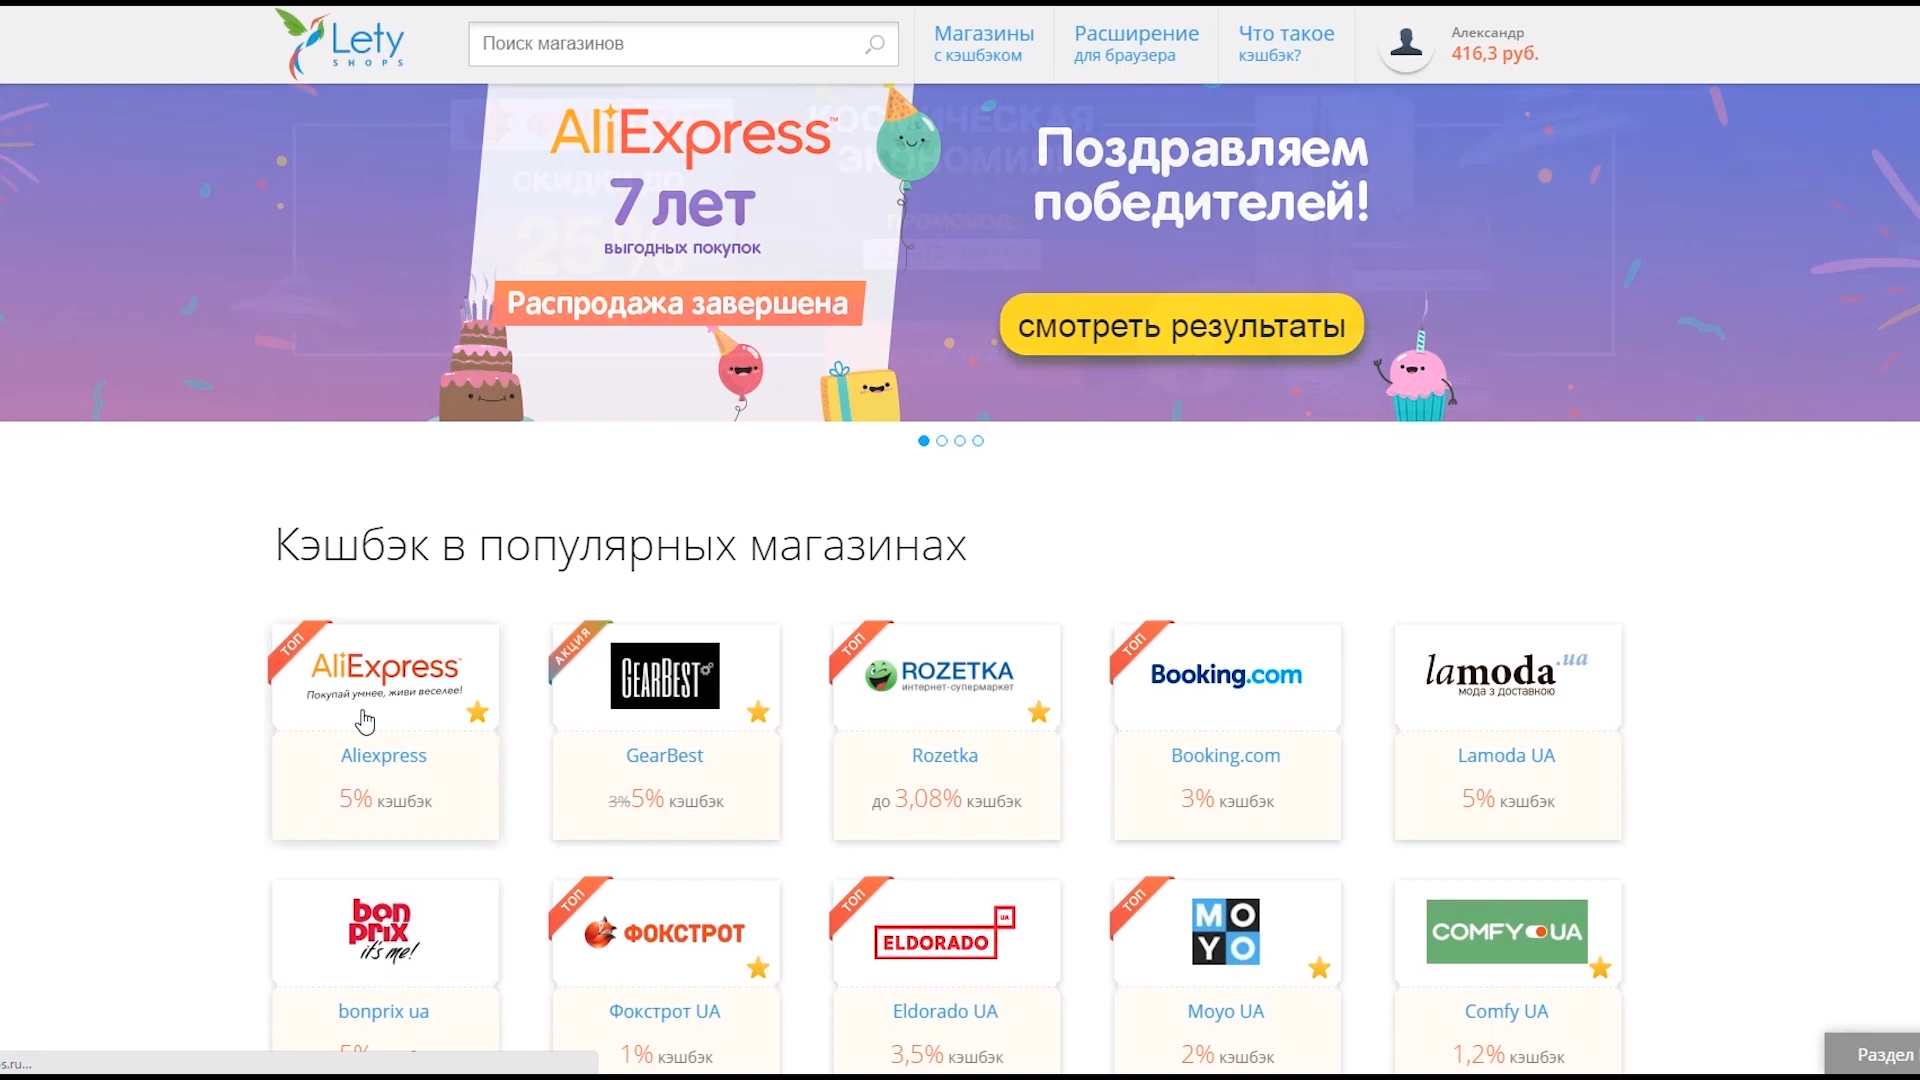 Lety
SHOPS
Поиск магазинов
Магазины
с кэшбэком
Расширение
для браузера
Что такое
кэшбэк?
Александр
416,3 руб.
AliExpress™
7 лет
выгодных покупок
Распродажа завершена
Поздравляем
победителей!
смотреть результаты
Кэшбэк в популярных магазинах
ТОП
AliExpress
Покупай умнее, живи веселее!
Aliexpress
5% кэшбэк
АКЦИЯ
GEARBEST
GearBest
3%5% кэшбэк
ТОП
ROZETKA
интернет-супермаркет
Rozetka
до 3,08% кэшбэк
ТОП
Booking.com
Booking.com
3% кэшбэк
lamoda.ua
мода з доставкою
Lamoda UA
5% кэшбэк
bon
prix
it's me!
bonprix ua
5%
ТОП
ФОКСТРОТ
Фокстрот UA
1% кэшбэк
ТОП
ELDORADO
UA
Eldorado UA
3,5% кэшбэк
ТОП
MO
YO
Moyo UA
2% кэшбэк
COMFY UA
Comfy UA
1,2% кэшбэк
s.ru...
Раздел